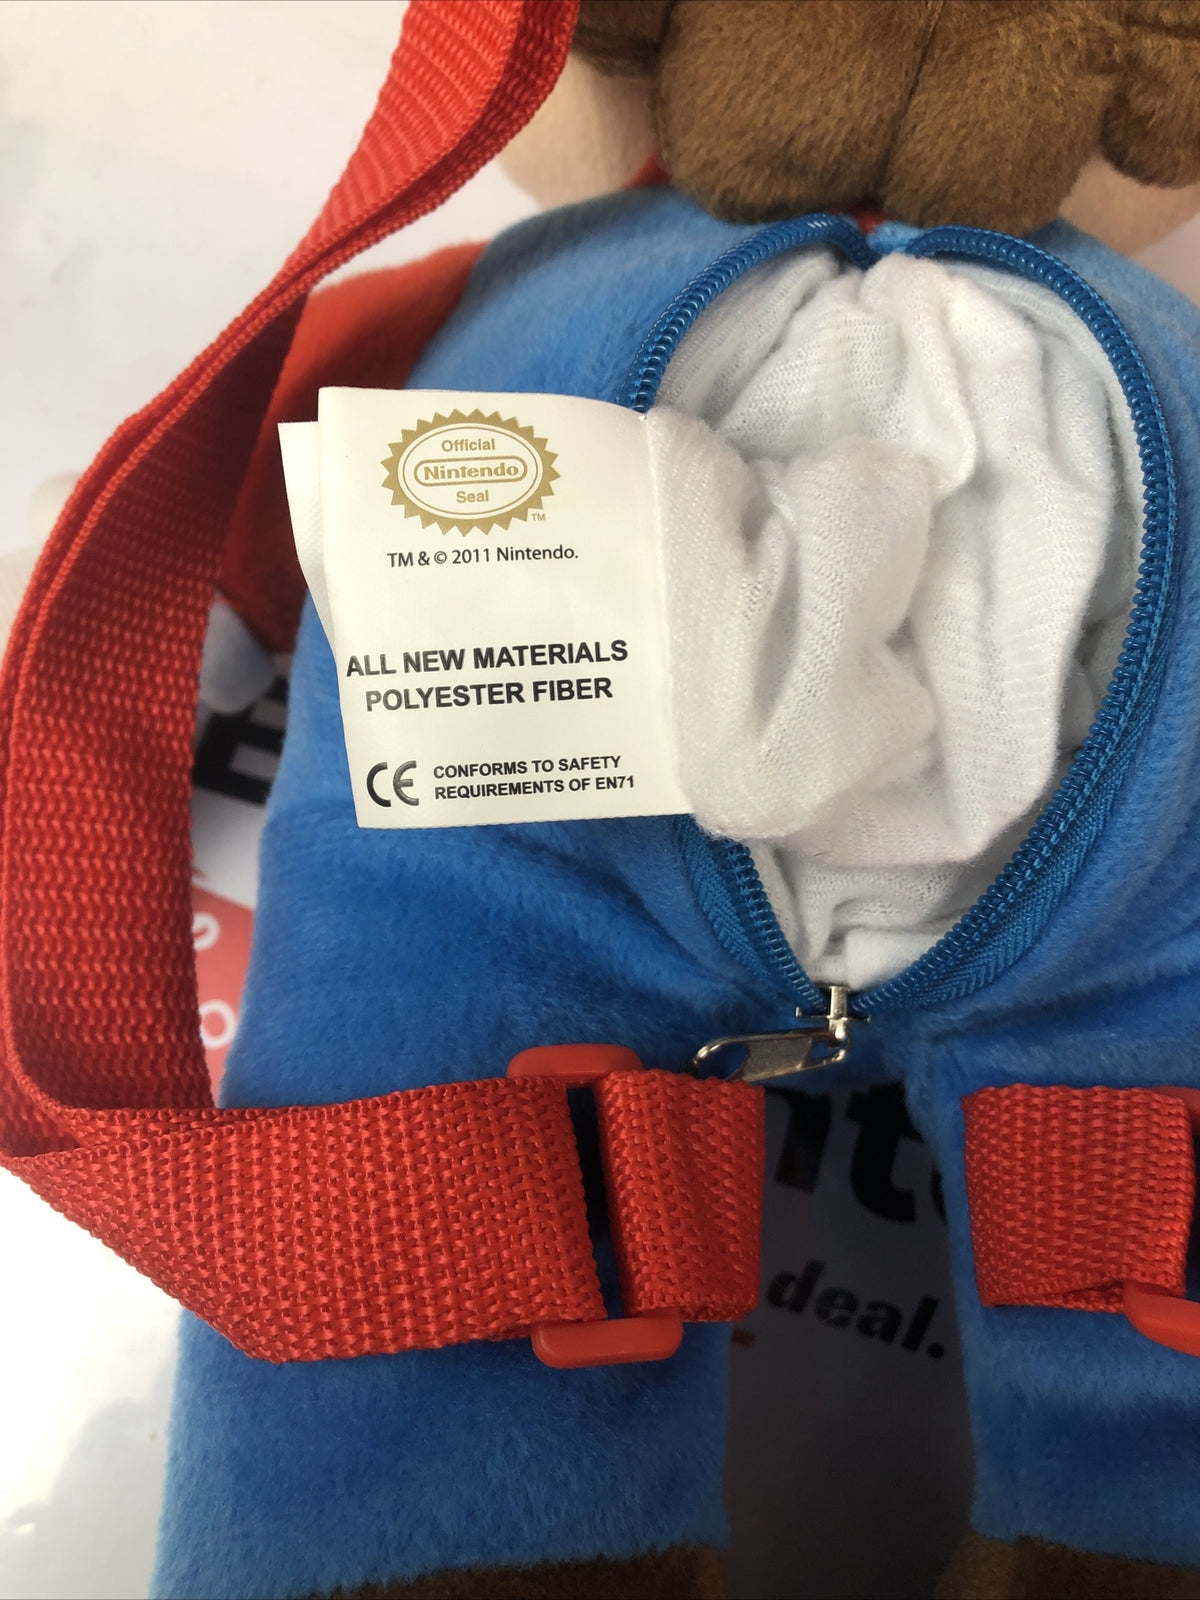 Official
Nintendo
Seal
TM
TM & © 2011 Nintendo.
ALL NEW MATERIALS
POLYESTER FIBER
CE CONFORMS TO SAFETY
REQUIREMENTS OF EN71
deal.